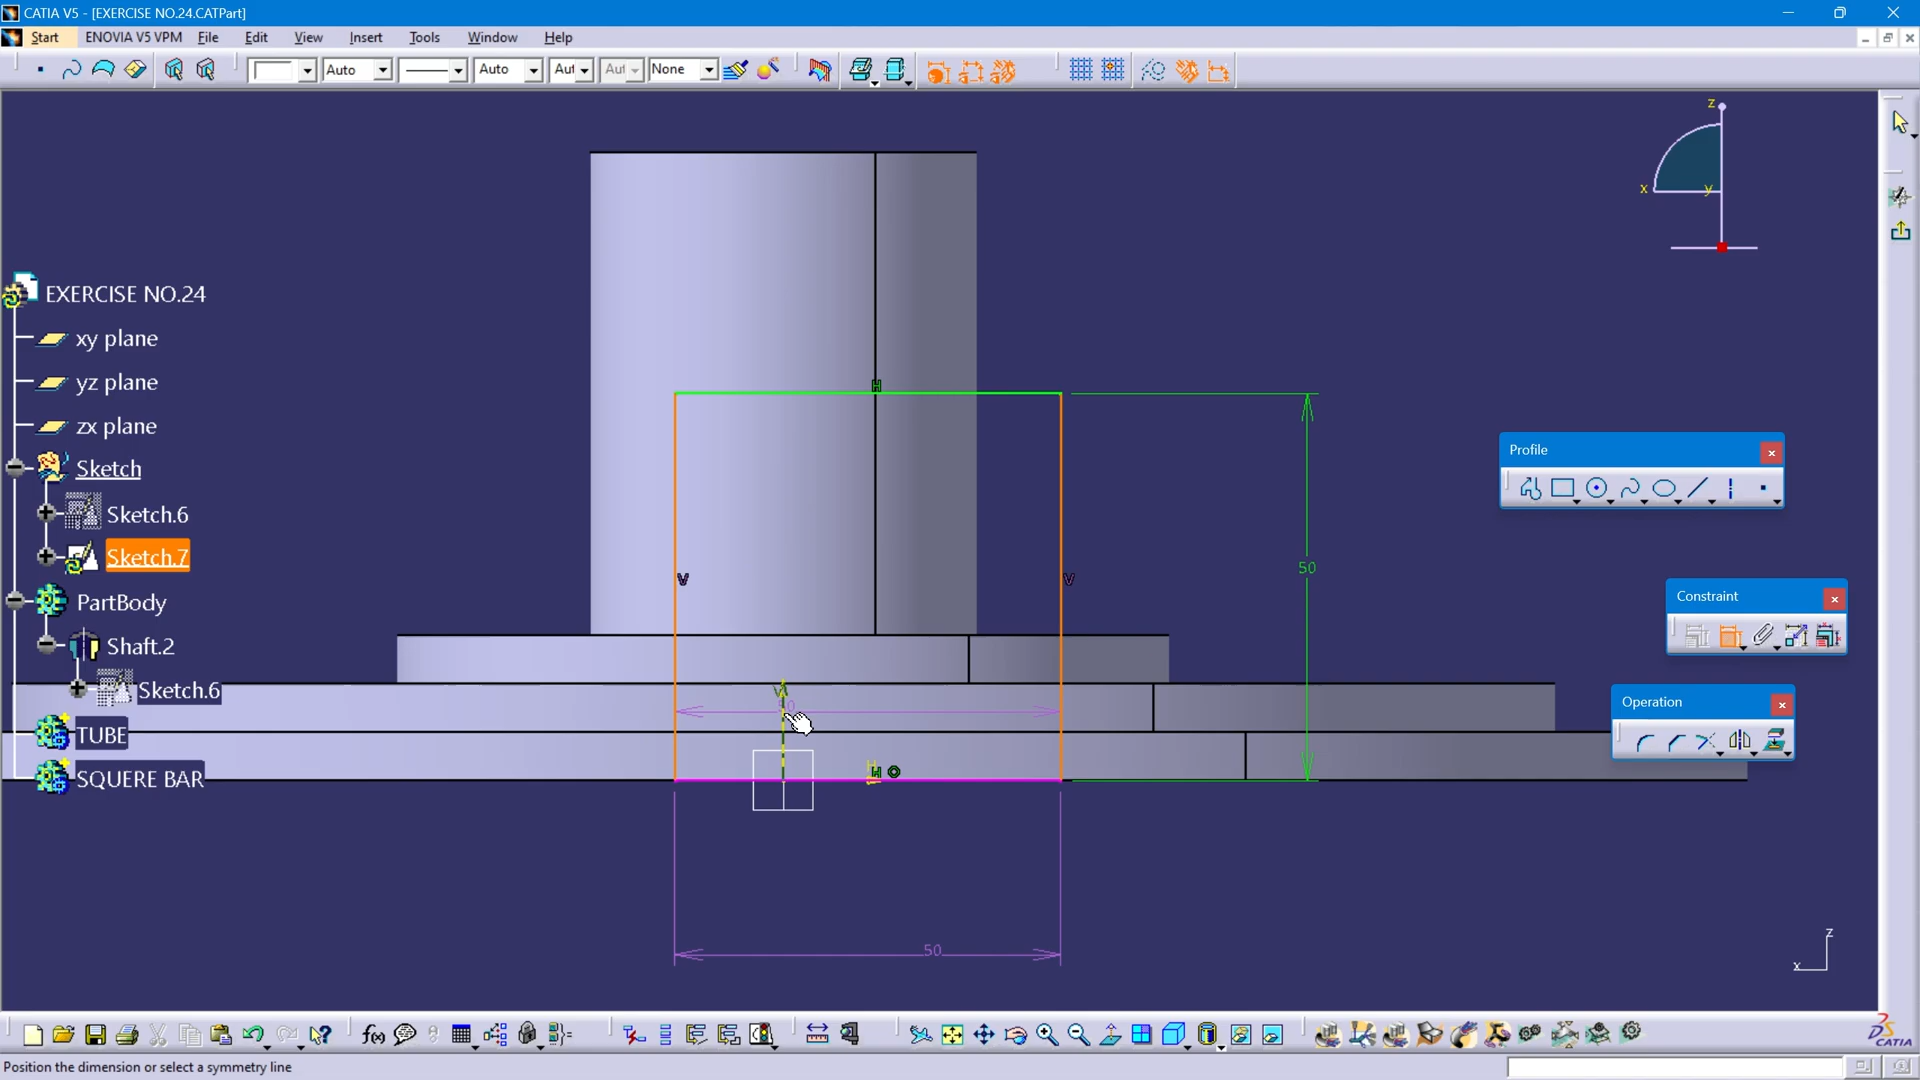 CATIA V5 - [EXERCISE NO.24.CATPart]
Start ENOVIA V5 VPM File Edit View Insert Tools Window Help
Auto Auto Aut Aut None
z
x y
EXERCISE NO.24
xy plane
yz plane
zx plane
Sketch
Sketch.6
Sketch.7
PartBody
Shaft.2
Sketch.6
TUBE
SQUERE BAR
H
V V
50
V
H
H
50
Profile
Constraint
Operation
z
x
f(x)
CATIA
Position the dimension or select a symmetry line